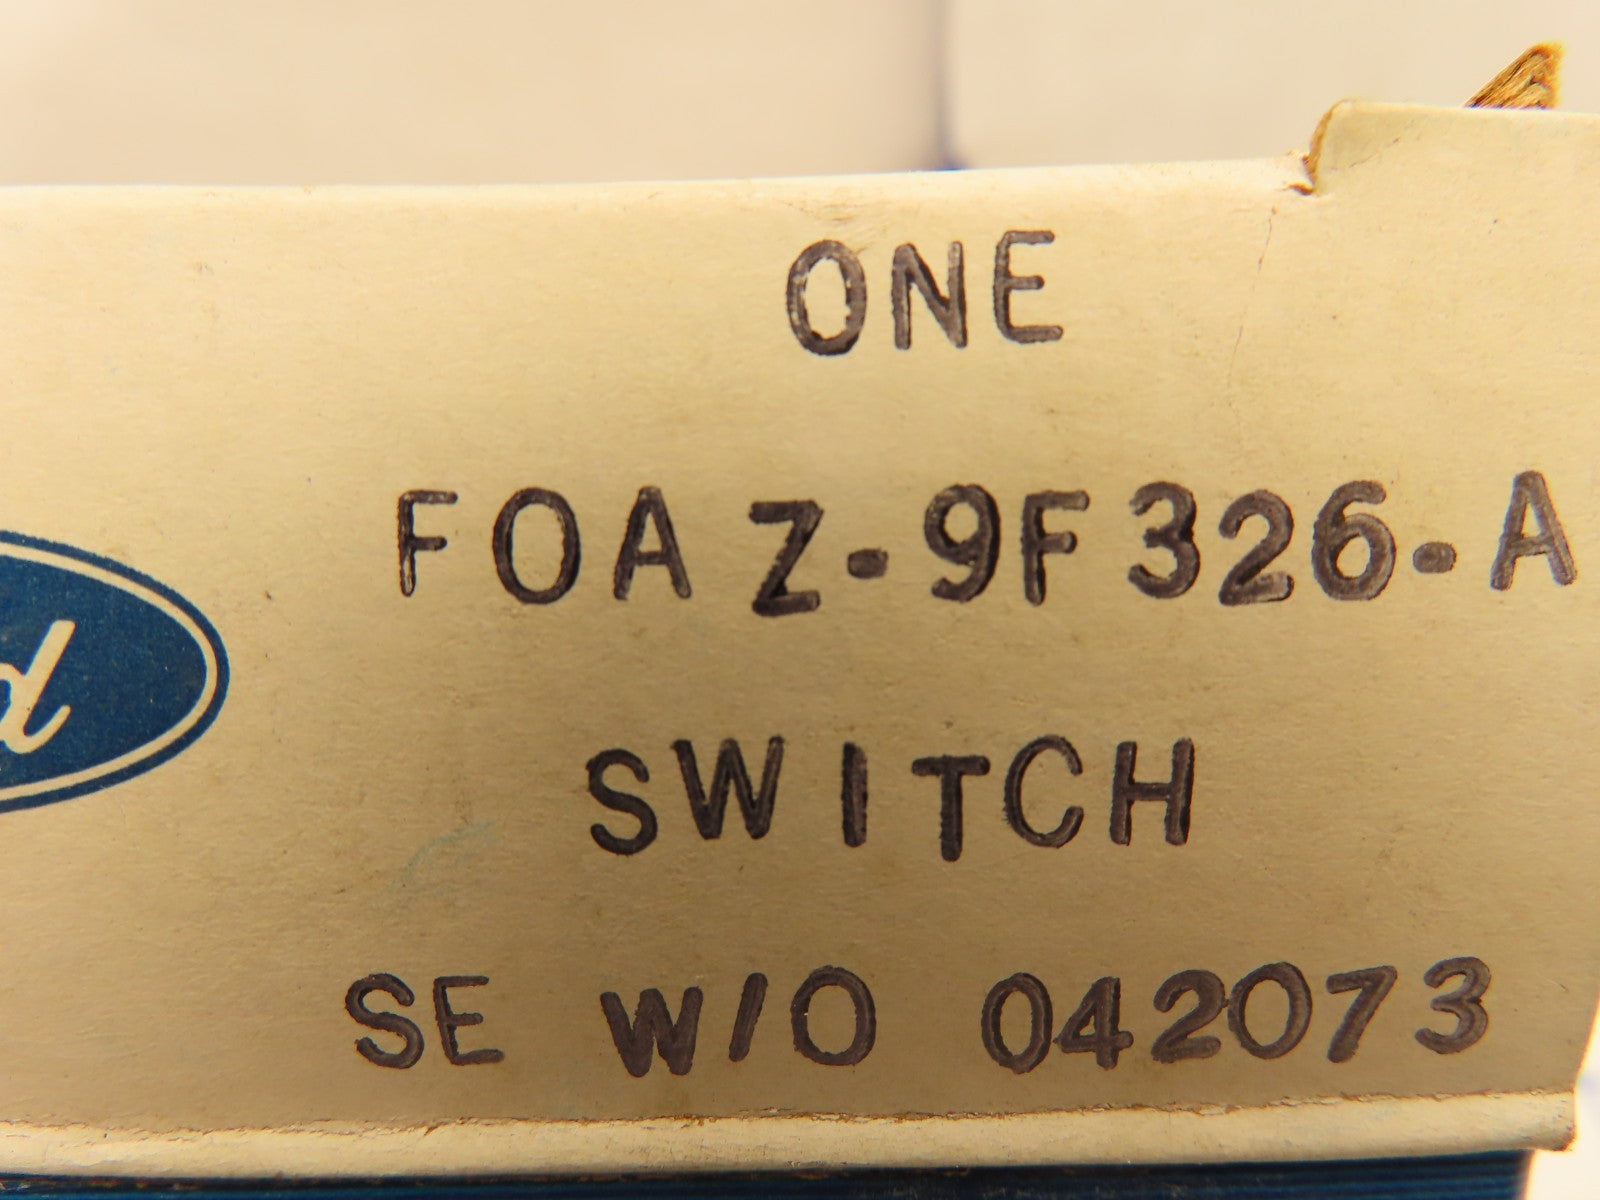 ONE
FOAZ-9F326-A
d
SWITCH
SE W/O 042073